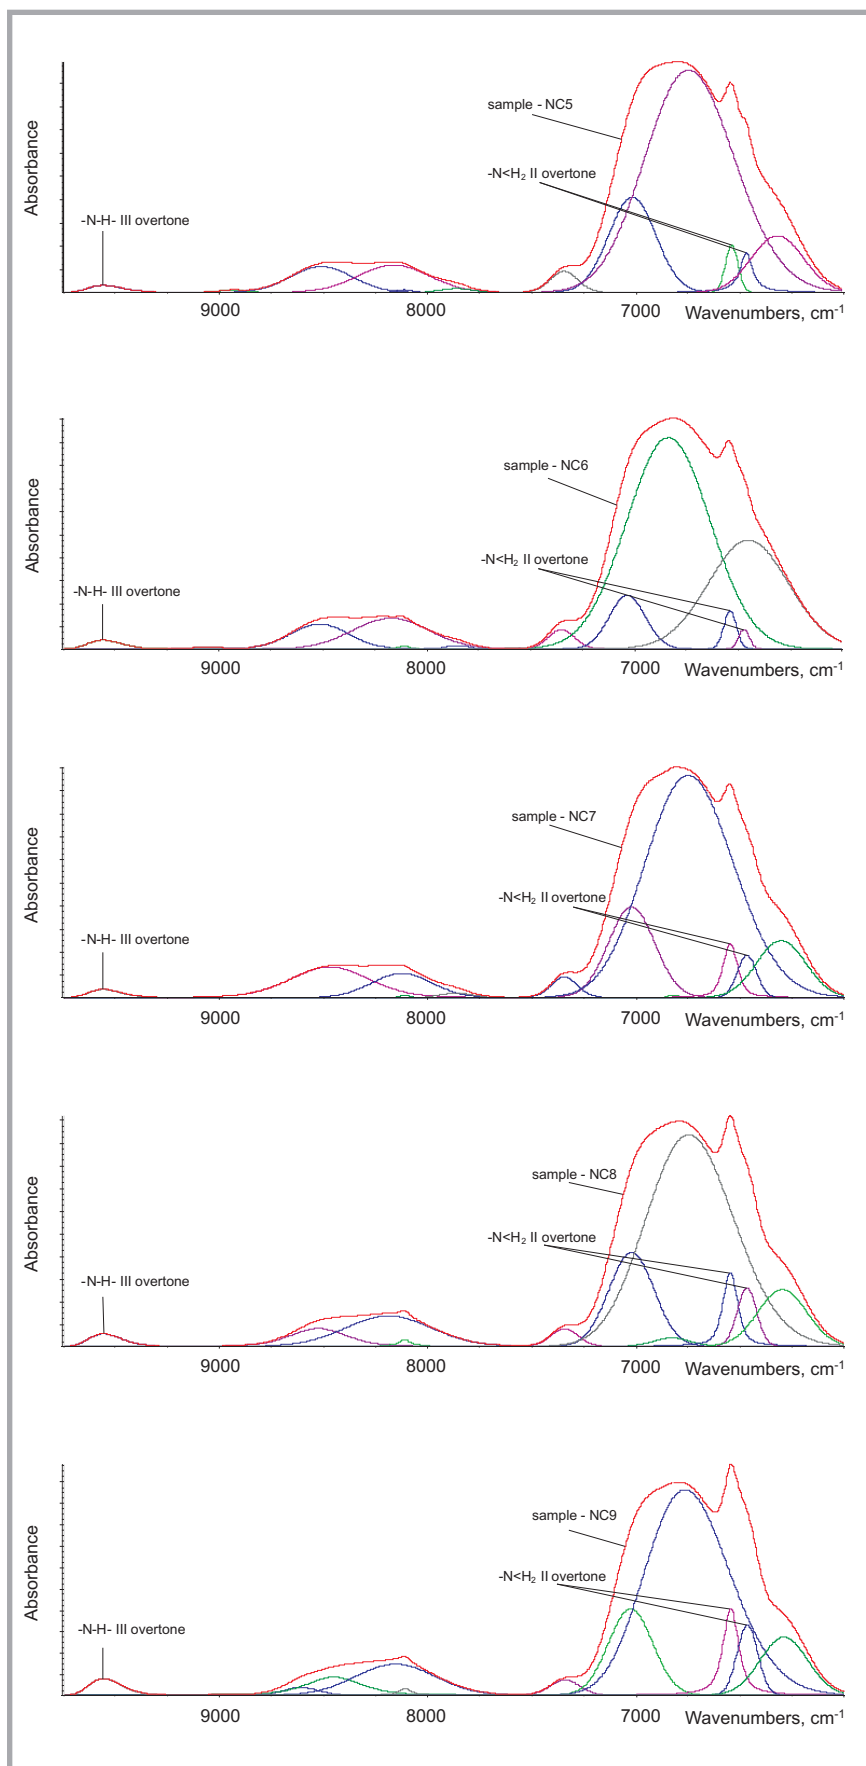 sample - NC5
-N<H₂ II overtone
-N-H- III overtone
Absorbance
9000 8000 7000 Wavenumbers, cm⁻¹
sample - NC6
-N<H₂ II overtone
-N-H- III overtone
Absorbance
9000 8000 7000 Wavenumbers, cm⁻¹
sample - NC7
-N<H₂ II overtone
-N-H- III overtone
Absorbance
9000 8000 7000 Wavenumbers, cm⁻¹
sample - NC8
-N<H₂ II overtone
-N-H- III overtone
Absorbance
9000 8000 7000 Wavenumbers, cm⁻¹
sample - NC9
-N<H₂ II overtone
-N-H- III overtone
Absorbance
9000 8000 7000 Wavenumbers, cm⁻¹